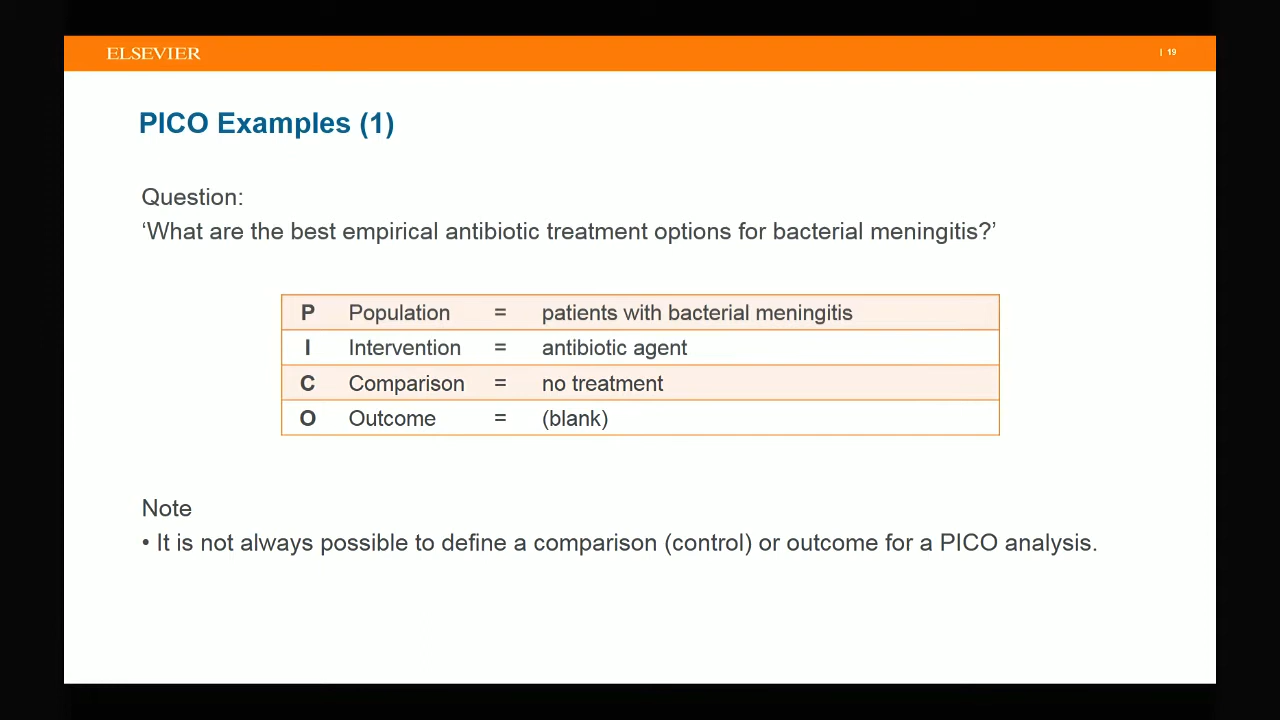 ELSEVIER
| 19
PICO Examples (1)
Question:
‘What are the best empirical antibiotic treatment options for bacterial meningitis?’
P Population = patients with bacterial meningitis
I Intervention = antibiotic agent
C Comparison = no treatment
O Outcome = (blank)
Note
• It is not always possible to define a comparison (control) or outcome for a PICO analysis.